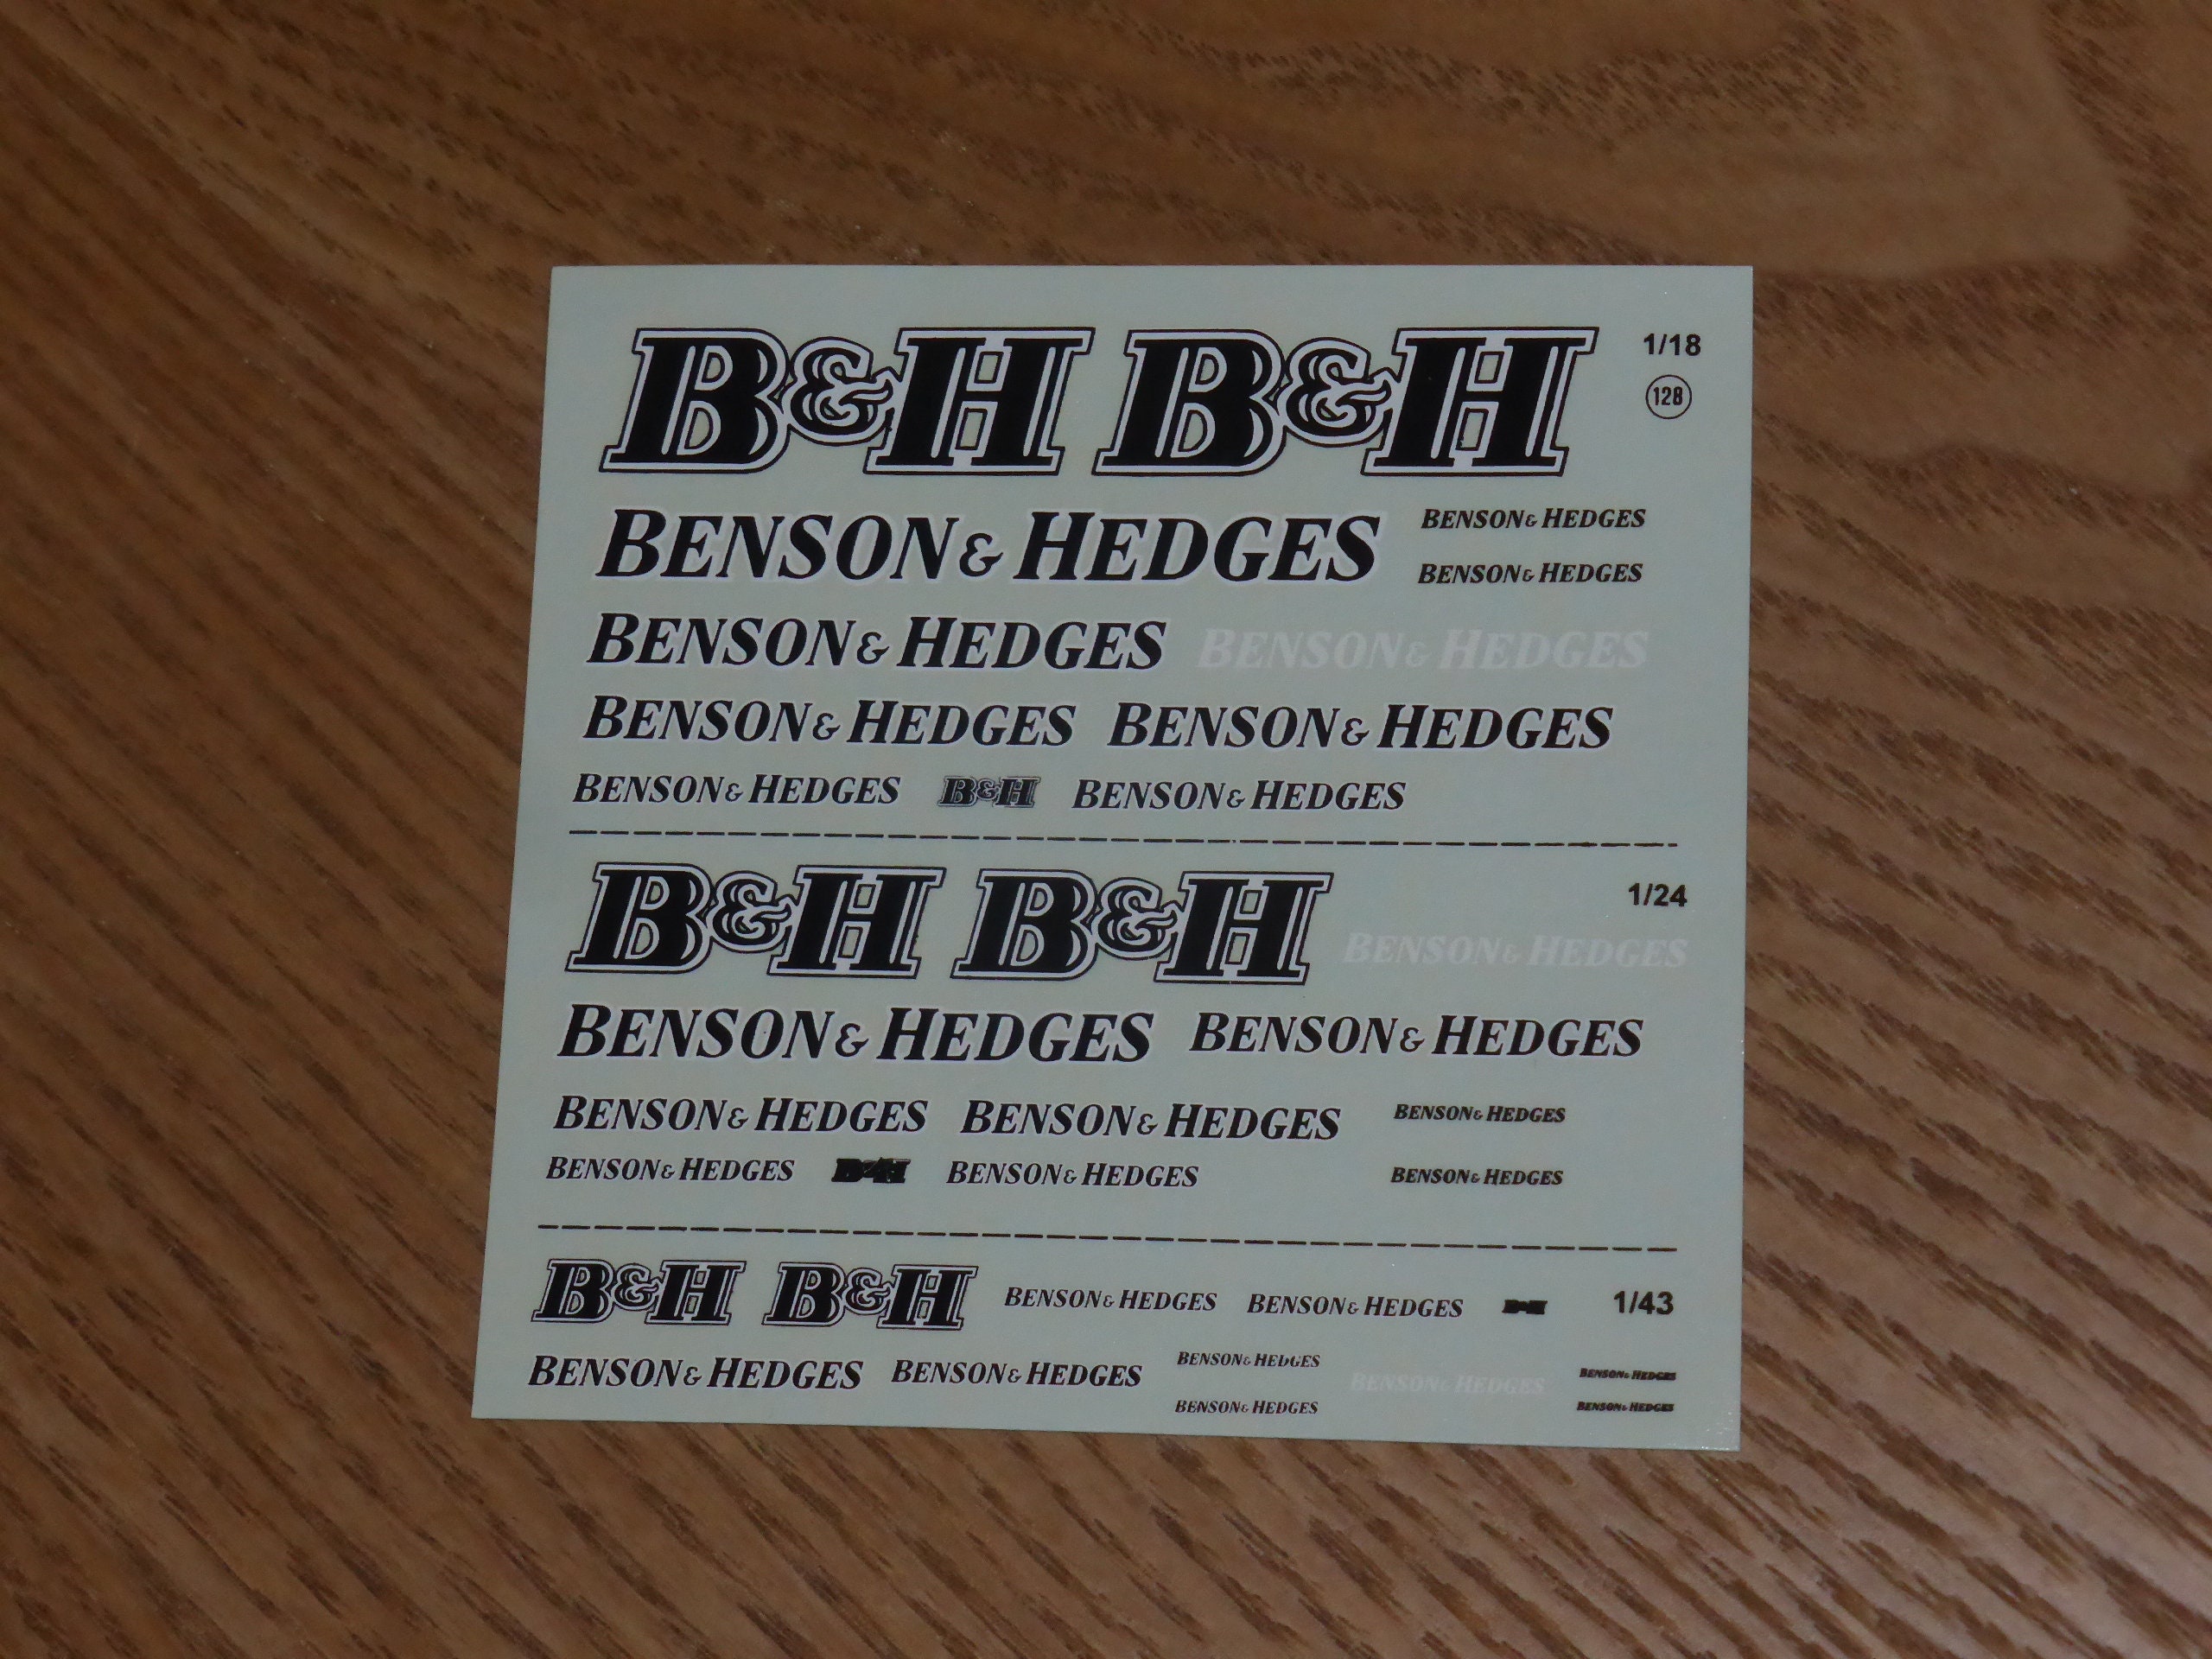 B&H B&H 1/18
128
BENSON & HEDGES BENSON & HEDGES
BENSON & HEDGES
BENSON & HEDGES BENSON & HEDGES
BENSON & HEDGES BENSON & HEDGES
BENSON & HEDGES B&H BENSON & HEDGES
B&H B&H 1/24
BENSON & HEDGES
BENSON & HEDGES BENSON & HEDGES
BENSON & HEDGES BENSON & HEDGES BENSON & HEDGES
BENSON & HEDGES B&H BENSON & HEDGES BENSON & HEDGES
B&H B&H BENSON & HEDGES BENSON & HEDGES B&H 1/43
BENSON & HEDGES BENSON & HEDGES BENSON & HEDGES BENSON & HEDGES BENSON & HEDGES
BENSON & HEDGES BENSON & HEDGES